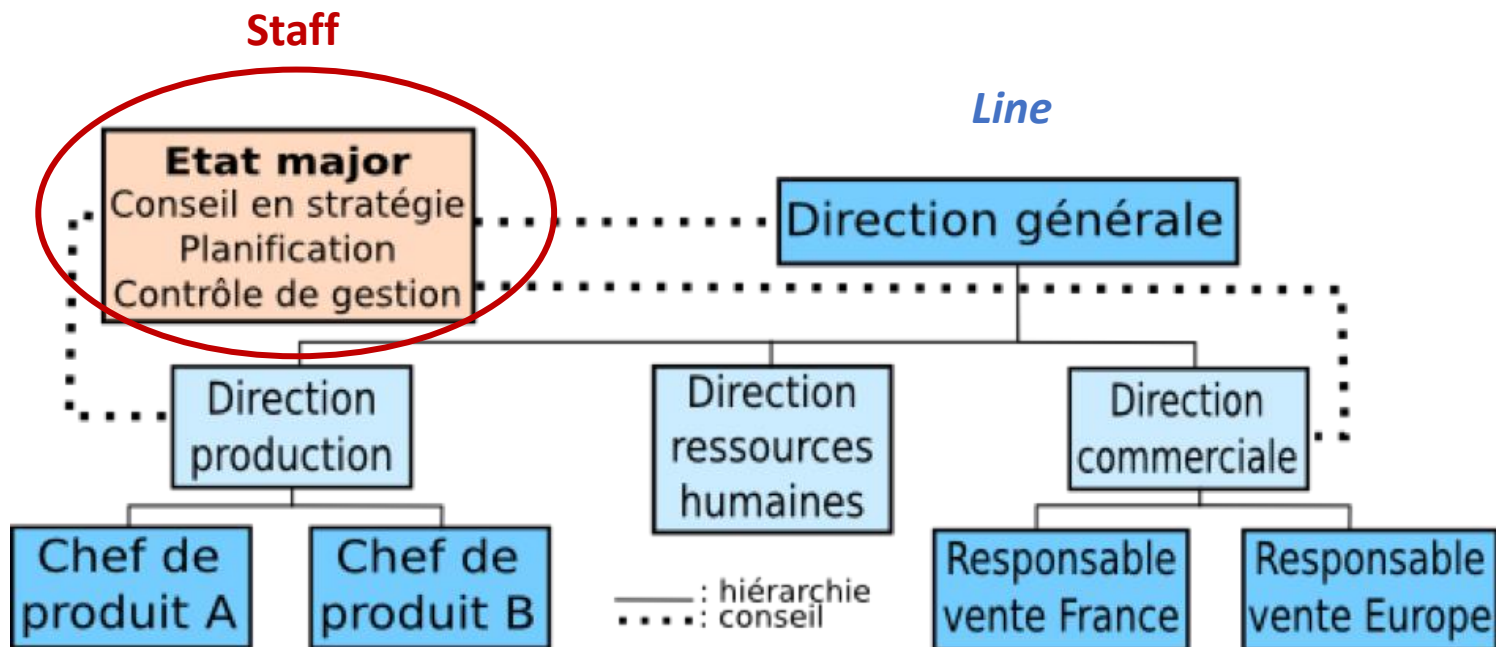 Staff
Line
Etat major
Conseil en stratégie
Planification
Contrôle de gestion
Direction générale
Direction
production
Direction
ressources
humaines
Direction
commerciale
Chef de
produit A
Chef de
produit B
: hiérarchie
: conseil
Responsable
vente France
Responsable
vente Europe